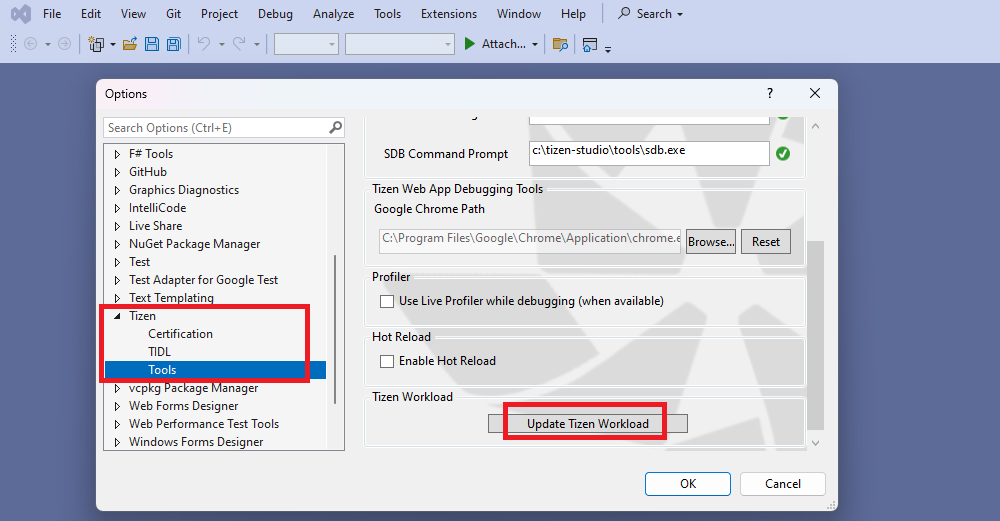 File Edit View Git Project Debug Analyze Tools Extensions Window Help Search
Attach...
Options ?
Search Options (Ctrl+E)
F# Tools
GitHub
Graphics Diagnostics
IntelliCode
Live Share
NuGet Package Manager
Test
Test Adapter for Google Test
Text Templating
Tizen
Certification
TIDL
Tools
vcpkg Package Manager
Web Forms Designer
Web Performance Test Tools
Windows Forms Designer
SDB Command Prompt c:\tizen-studio\tools\sdb.exe
Tizen Web App Debugging Tools
Google Chrome Path
C:\Program Files\Google\Chrome\Application\chrome.e Browse... Reset
Profiler
Use Live Profiler while debugging (when available)
Hot Reload
Enable Hot Reload
Tizen Workload
Update Tizen Workload
OK Cancel